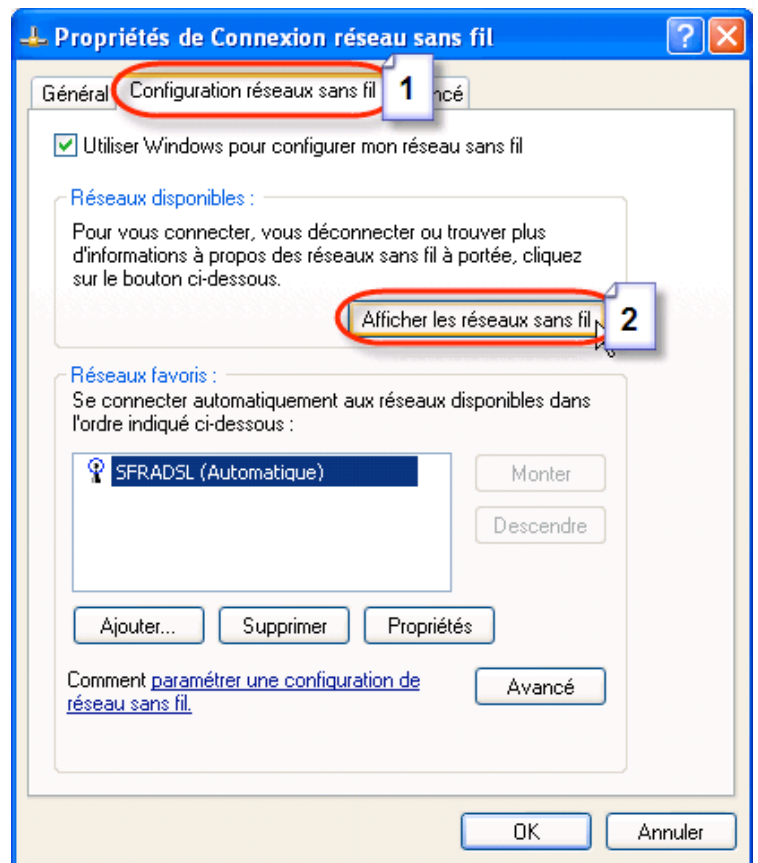 Propriétés de Connexion réseau sans fil
Général
Configuration réseaux sans fil
1
ncé
Utiliser Windows pour configurer mon réseau sans fil
Réseaux disponibles :
Pour vous connecter, vous déconnecter ou trouver plus
d'informations à propos des réseaux sans fil à portée, cliquez
sur le bouton ci-dessous.
Afficher les réseaux sans fil
2
Réseaux favoris :
Se connecter automatiquement aux réseaux disponibles dans
l'ordre indiqué ci-dessous :
SFRADSL (Automatique)
Monter
Descendre
Ajouter...
Supprimer
Propriétés
Comment paramétrer une configuration de
réseau sans fil.
Avancé
OK
Annuler